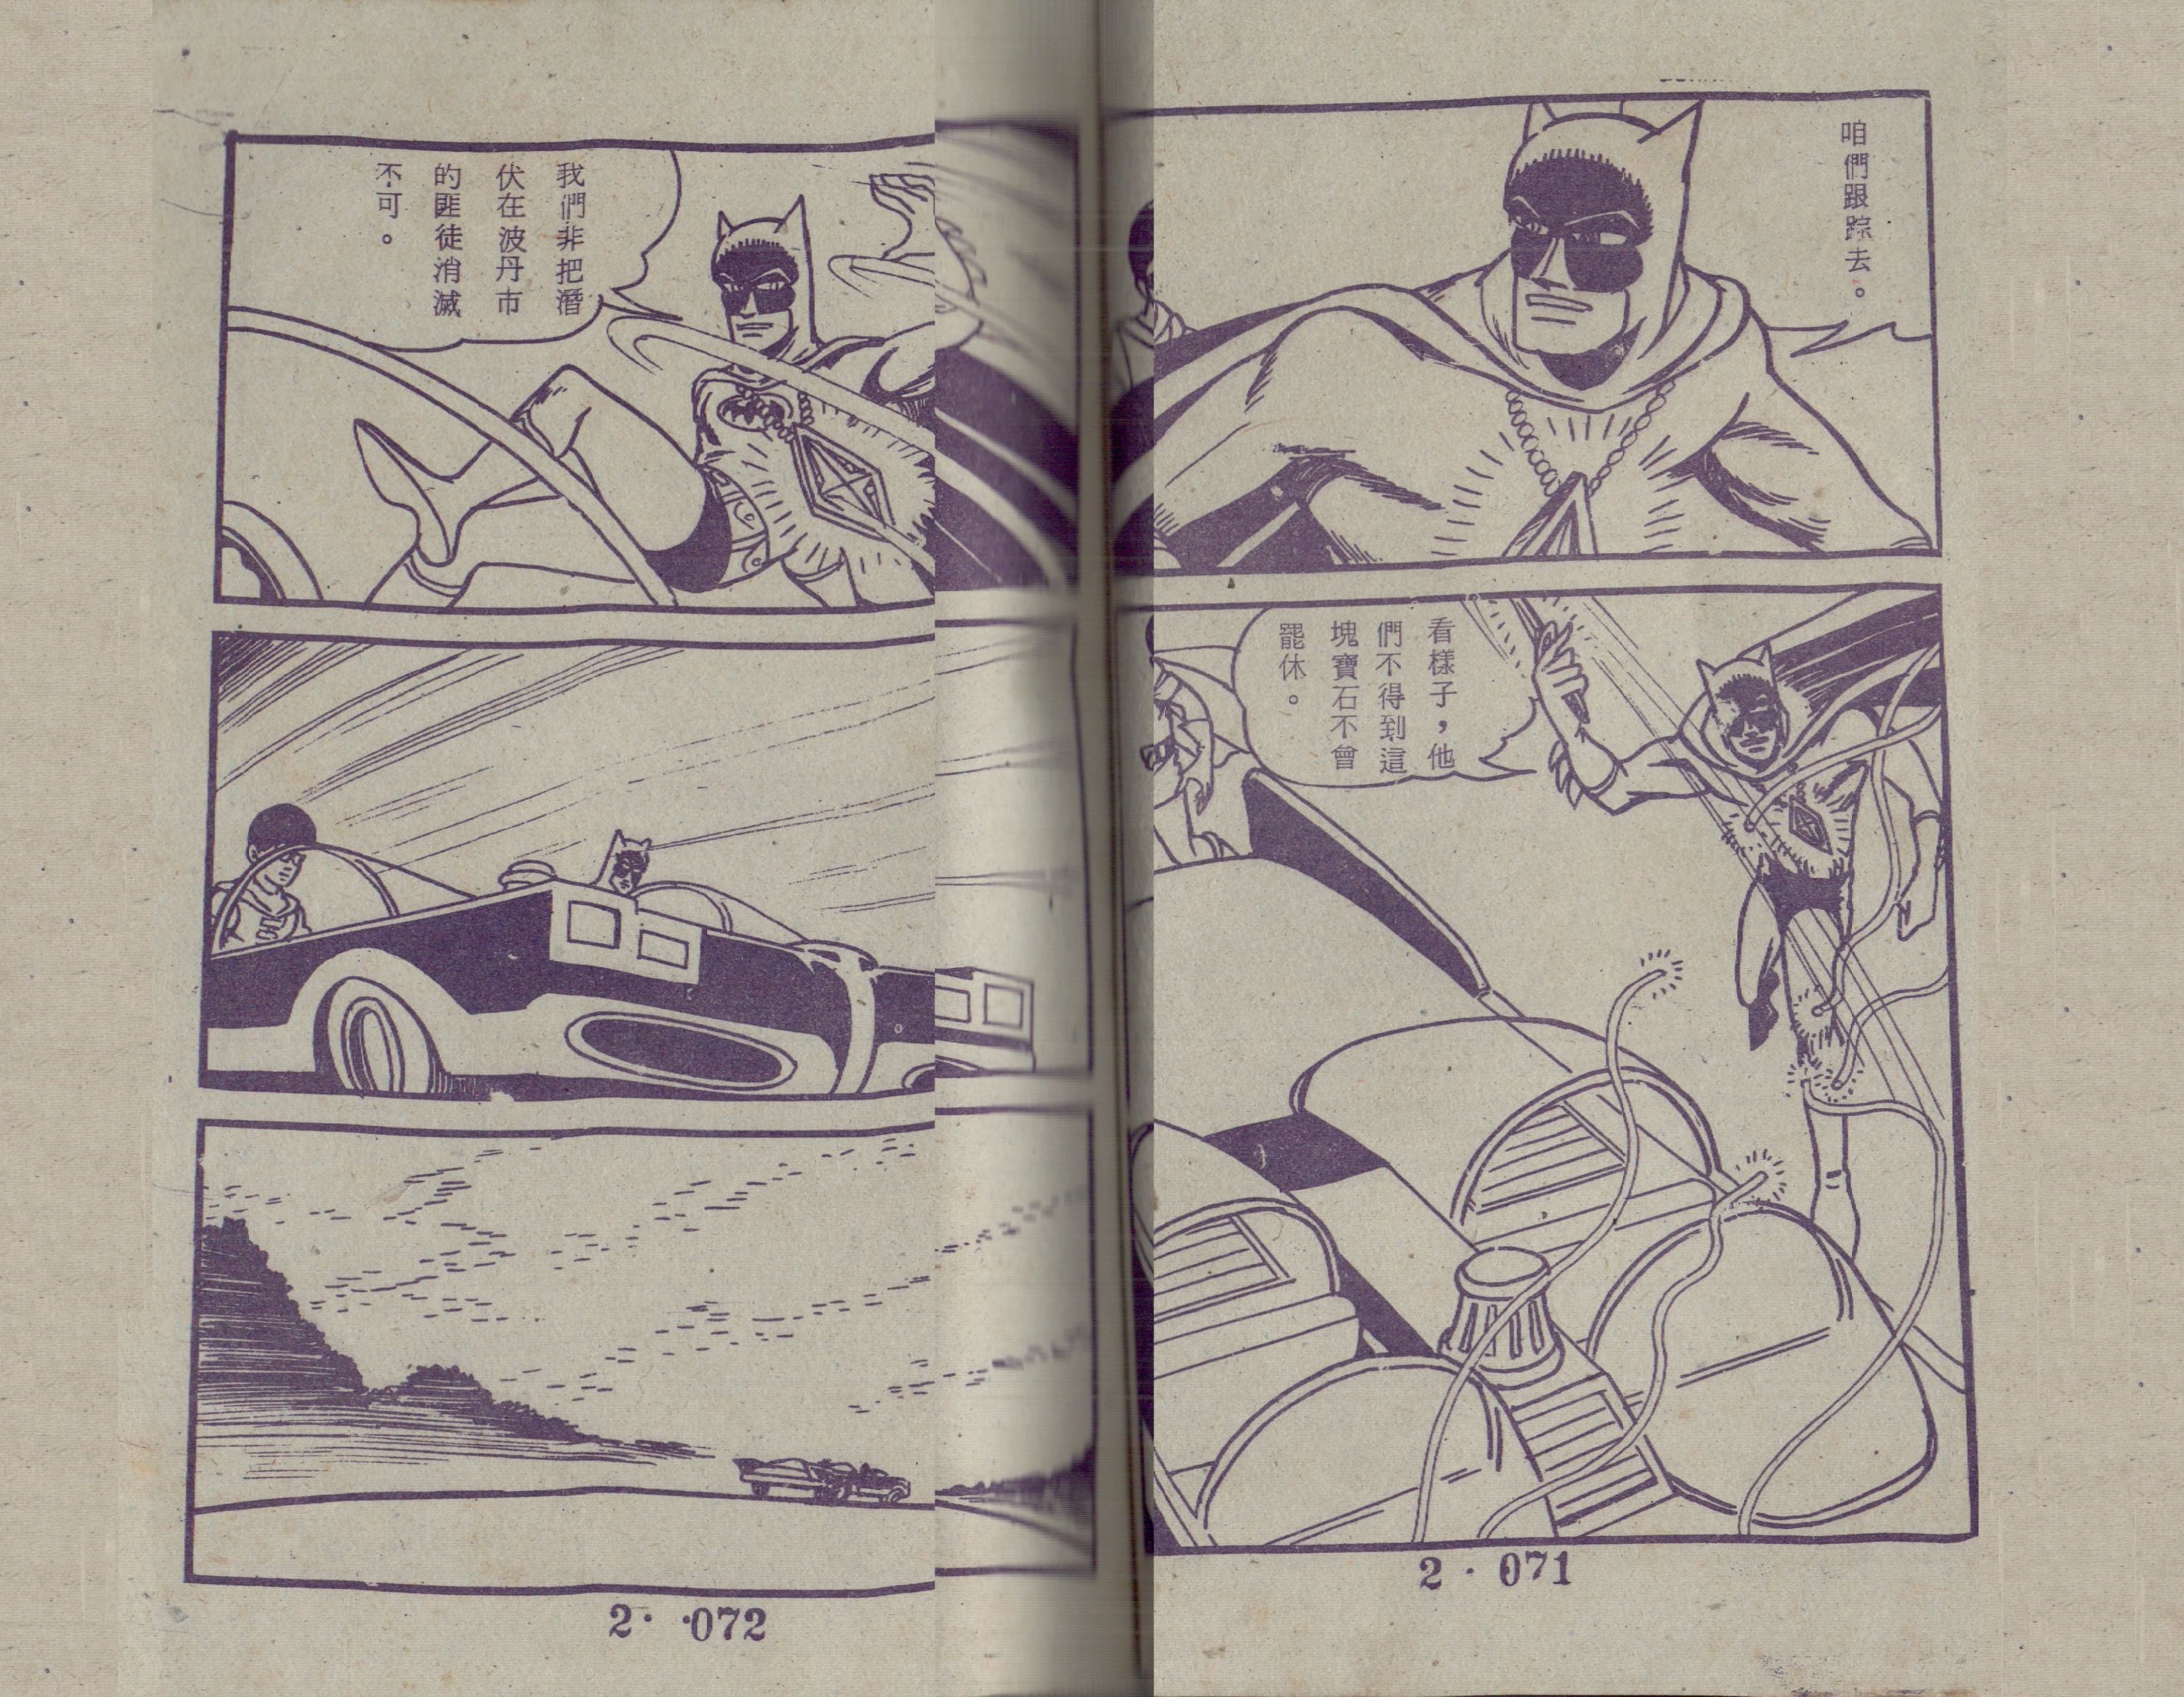 咱們跟踪去。
看樣子，他
們不得到這
塊寶石不曾
罷休。
2·071
我們非把潛
伏在波丹市
的匪徒消滅
不可。
2··072